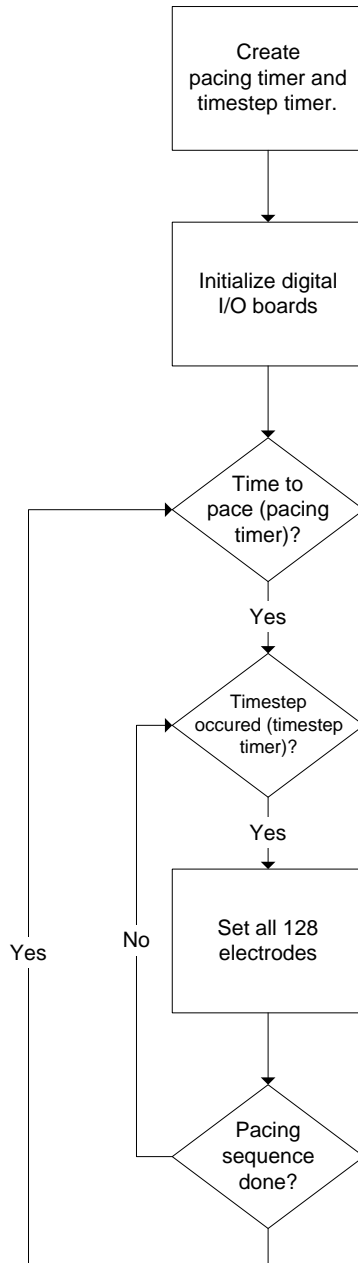 Create
pacing timer and
timestep timer.
Initialize digital
I/O boards
Time to
pace (pacing
timer)?
Yes
Timestep
occured (timestep
timer)?
Yes
Set all 128
electrodes
No
Yes
Pacing
sequence
done?